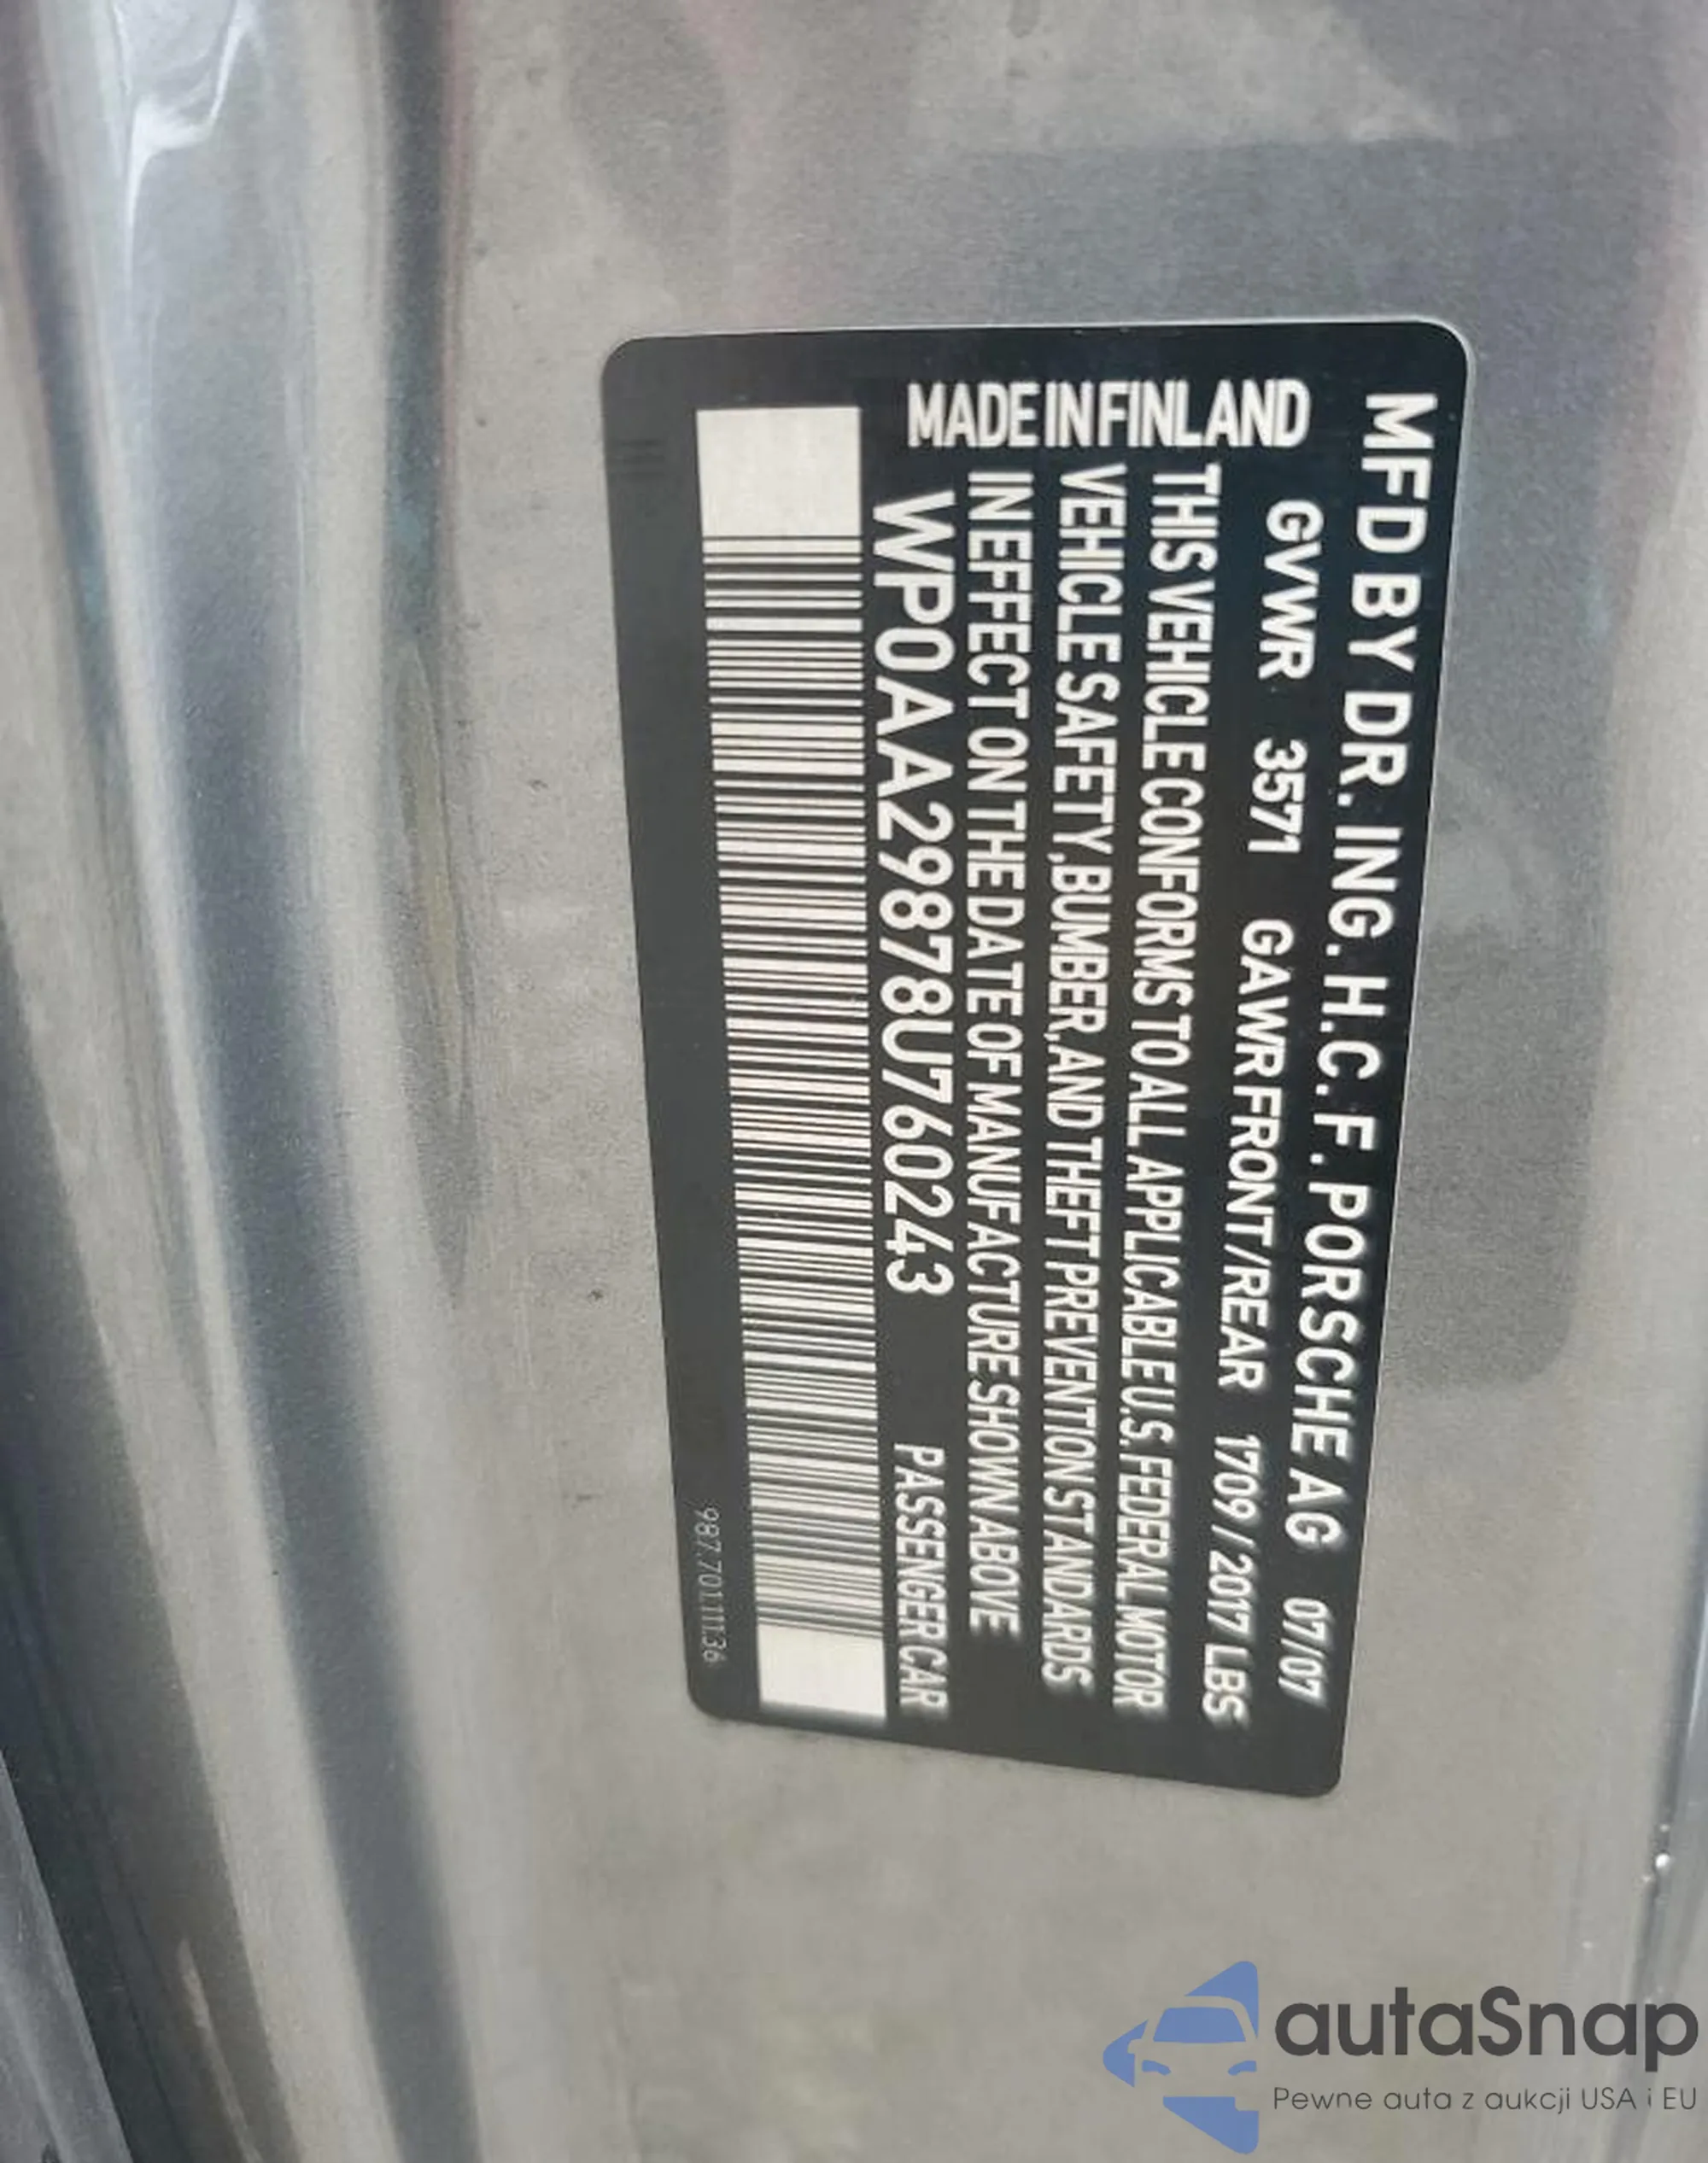 MFD BY DR. ING. H.C. F. PORSCHE AG 07/07
GVWR 3571 GAWR FRONT/REAR 1709 / 2017 LBS
MADE IN FINLAND
THIS VEHICLE CONFORMS TO ALL APPLICABLE U.S. FEDERAL MOTOR
VEHICLE SAFETY, BUMBER, AND THEFT PREVENTION STANDARDS
IN EFFECT ON THE DATE OF MANUFACTURE SHOWN ABOVE
WP0AA29878U760243 PASSENGER CAR
987.701.111.36
autaSnap
Pewne auta z aukcji USA i EU